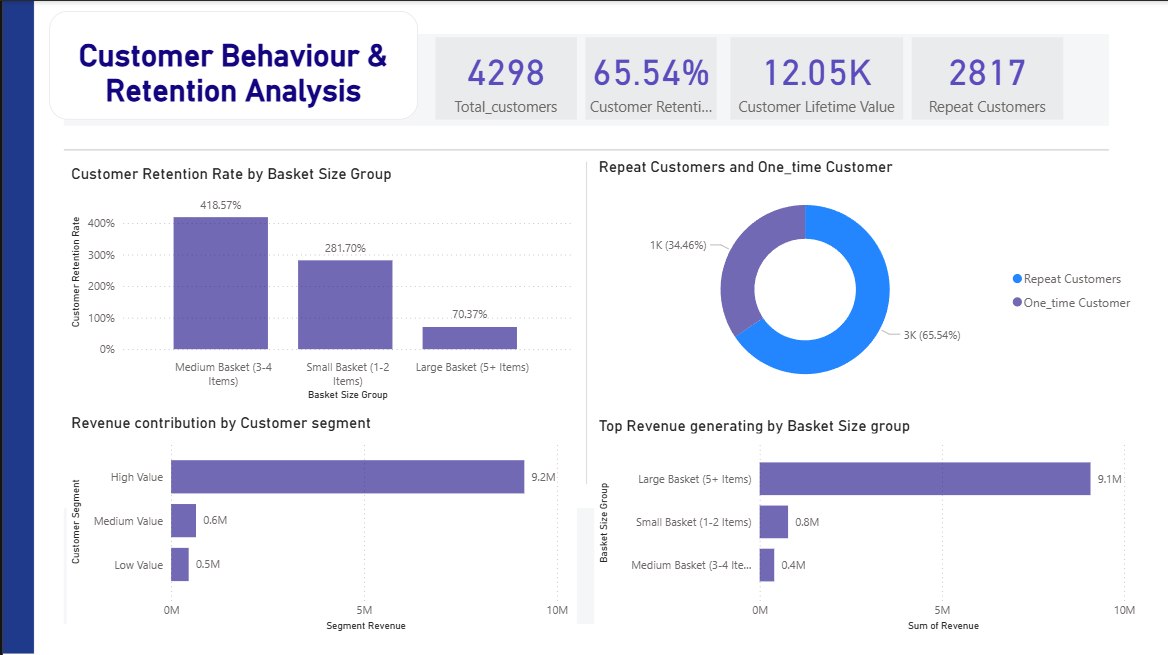 Customer Behaviour &
Retention Analysis
4298
Total_customers
65.54%
Customer Retenti...
12.05K
Customer Lifetime Value
2817
Repeat Customers
Customer Retention Rate by Basket Size Group
Customer Retention Rate
400%
300%
200%
100%
0%
418.57%
281.70%
70.37%
Medium Basket (3-4
Items)
Small Basket (1-2
Items)
Large Basket (5+ Items)
Basket Size Group
Repeat Customers and One_time Customer
1K (34.46%)
3K (65.54%)
Repeat Customers
One_time Customer
Revenue contribution by Customer segment
Customer Segment
High Value
9.2M
Medium Value
0.6M
Low Value
0.5M
0M
5M
10M
Segment Revenue
Top Revenue generating by Basket Size group
Basket Size Group
Large Basket (5+ Items)
9.1M
Small Basket (1-2 Items)
0.8M
Medium Basket (3-4 Ite...
0.4M
0M
5M
10M
Sum of Revenue